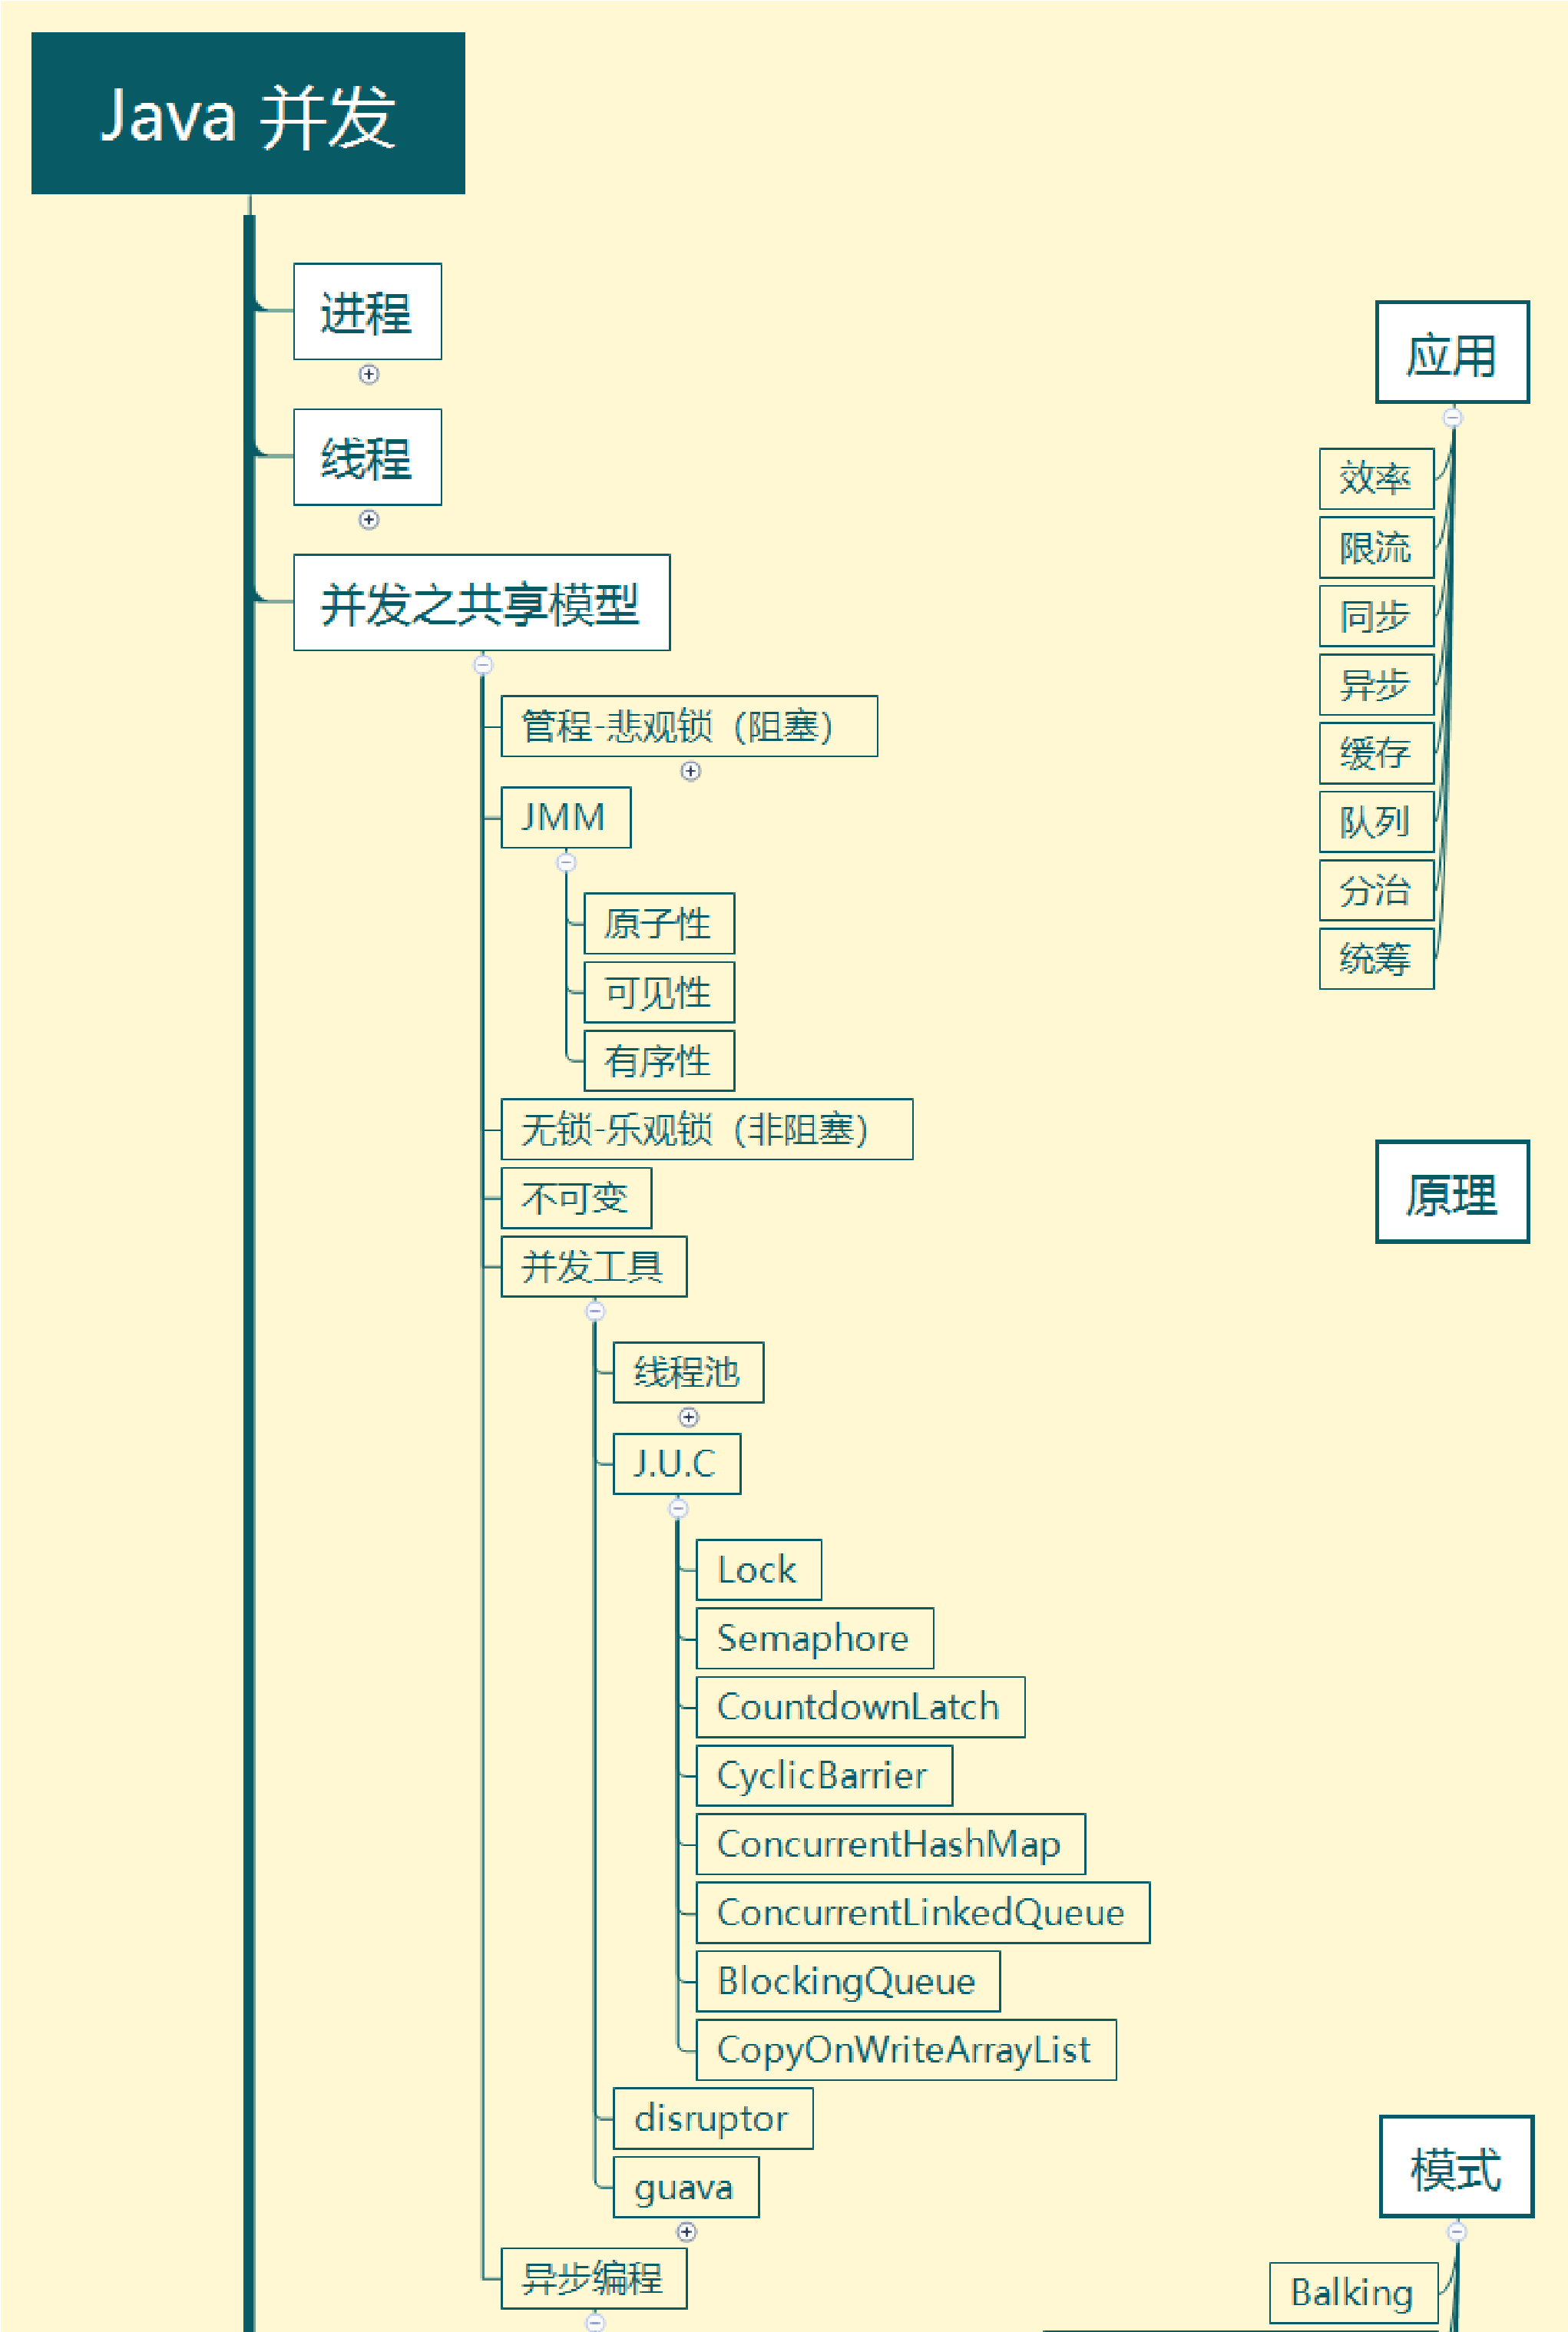 Java 并发
进程
线程
并发之共享模型
管程-悲观锁（阻塞）
JMM
原子性
可见性
有序性
无锁-乐观锁（非阻塞）
不可变
并发工具
线程池
J.U.C
Lock
Semaphore
CountdownLatch
CyclicBarrier
ConcurrentHashMap
ConcurrentLinkedQueue
BlockingQueue
CopyOnWriteArrayList
disruptor
guava
异步编程
应用
效率
限流
同步
异步
缓存
队列
分治
统筹
原理
模式
Balking